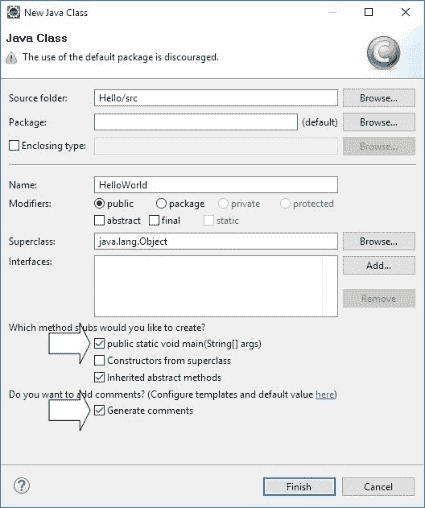 New Java Class
Java Class
The use of the default package is discouraged.
C
Source folder: Hello/src Browse...
Package: (default) Browse...
Enclosing type: Browse...
Name: HelloWorld
Modifiers: public package private protected
abstract final static
Superclass: java.lang.Object Browse...
Interfaces: Add...
Remove
Which method stubs would you like to create?
public static void main(String[] args)
Constructors from superclass
Inherited abstract methods
Do you want to add comments? (Configure templates and default value here)
Generate comments
? Finish Cancel